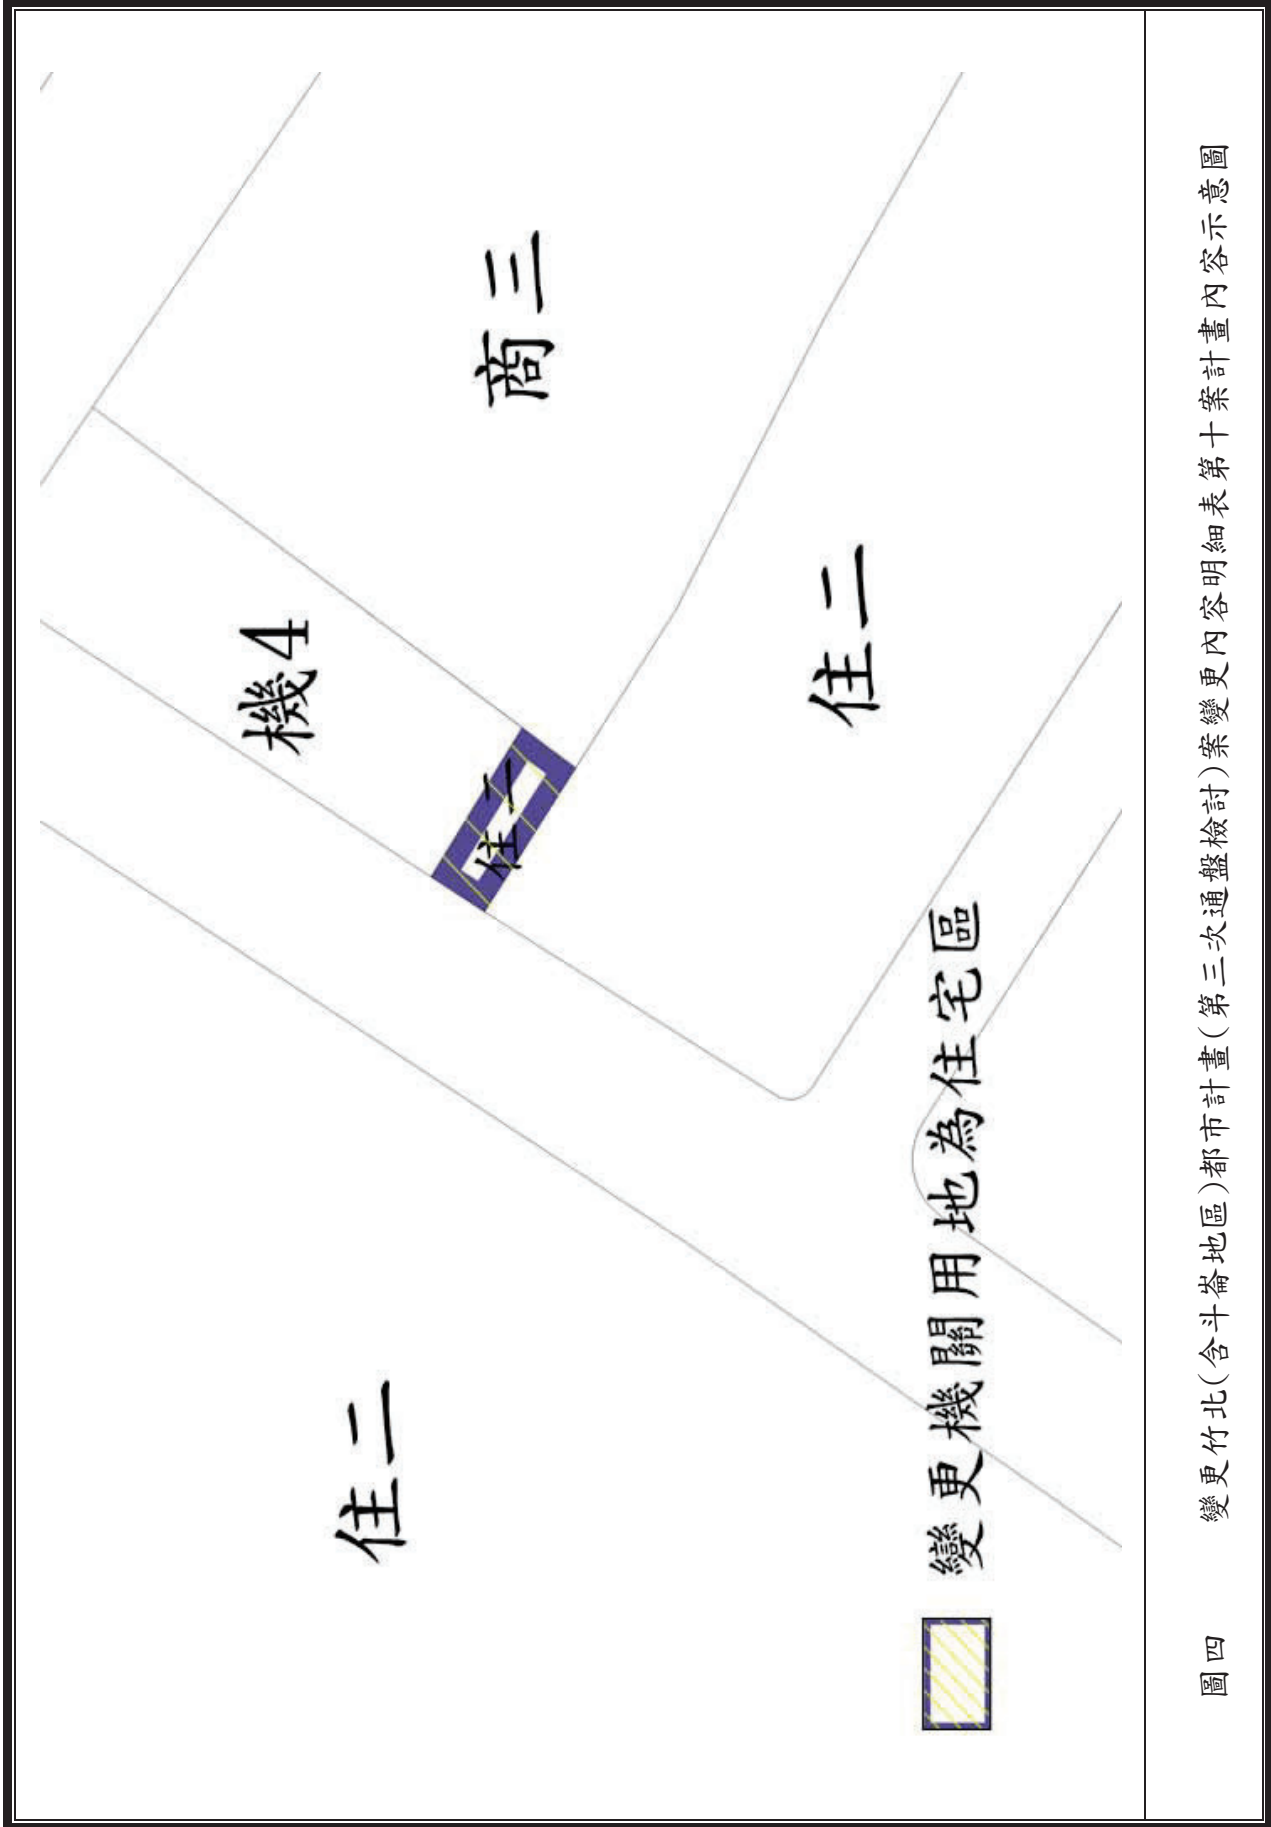 商三
機4
住二
住二
住二
變更機關用地為住宅區
圖四 變更竹北(含斗崙地區)都市計畫(第三次通盤檢討)案變更內容明細表第十案計畫內容示意圖